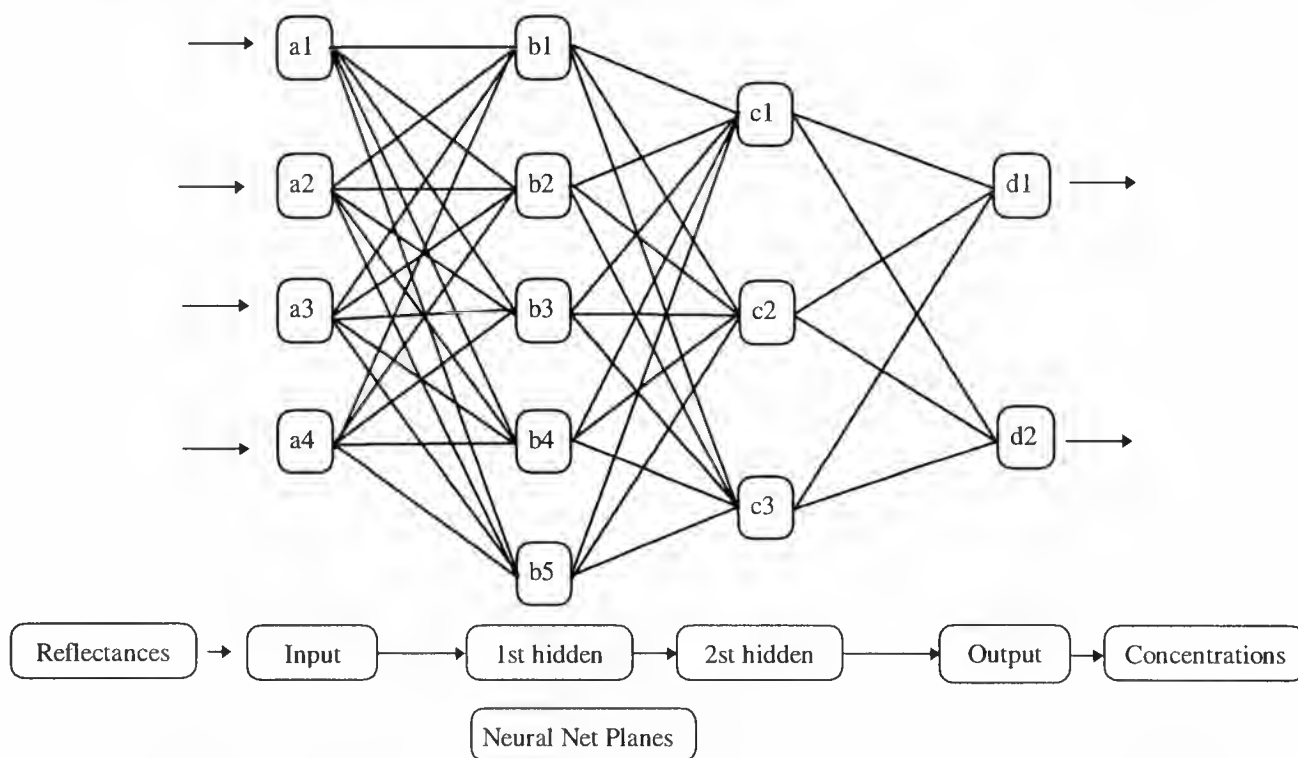 a1 b1
c1
a2 b2 d1
a3 b3 c2
a4 b4 d2
c3
b5
Reflectances Input 1st hidden 2st hidden Output Concentrations
Neural Net Planes